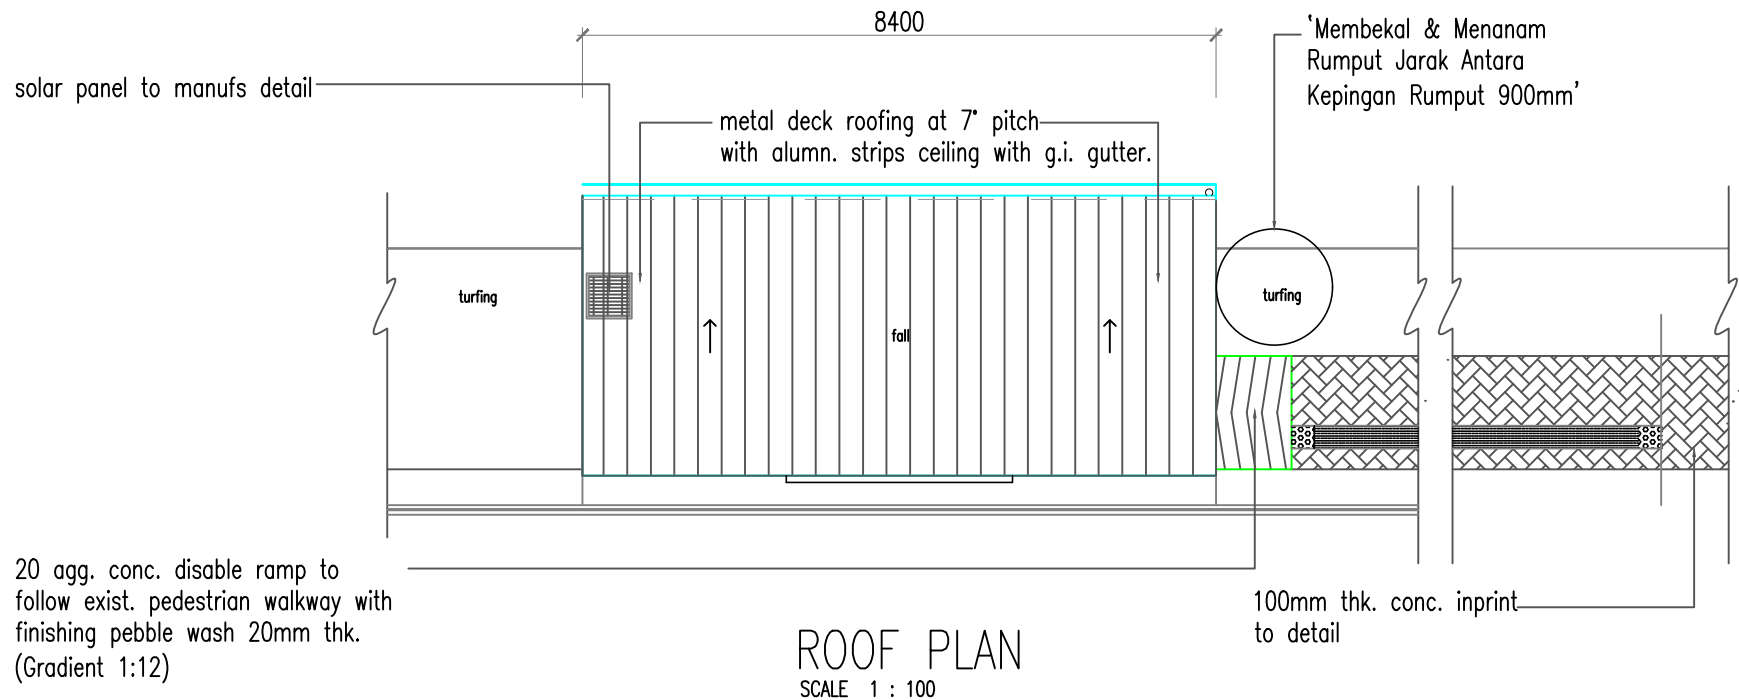 8400
'Membekal & Menanam
Rumput Jarak Antara
Kepingan Rumput 900mm'
solar panel to manufs detail
metal deck roofing at 7° pitch
with alumn. strips ceiling with g.i. gutter.
turfing
turfing
fall
20 agg. conc. disable ramp to
follow exist. pedestrian walkway with
finishing pebble wash 20mm thk.
(Gradient 1:12)
100mm thk. conc. inprint
to detail
ROOF PLAN
SCALE 1 : 100